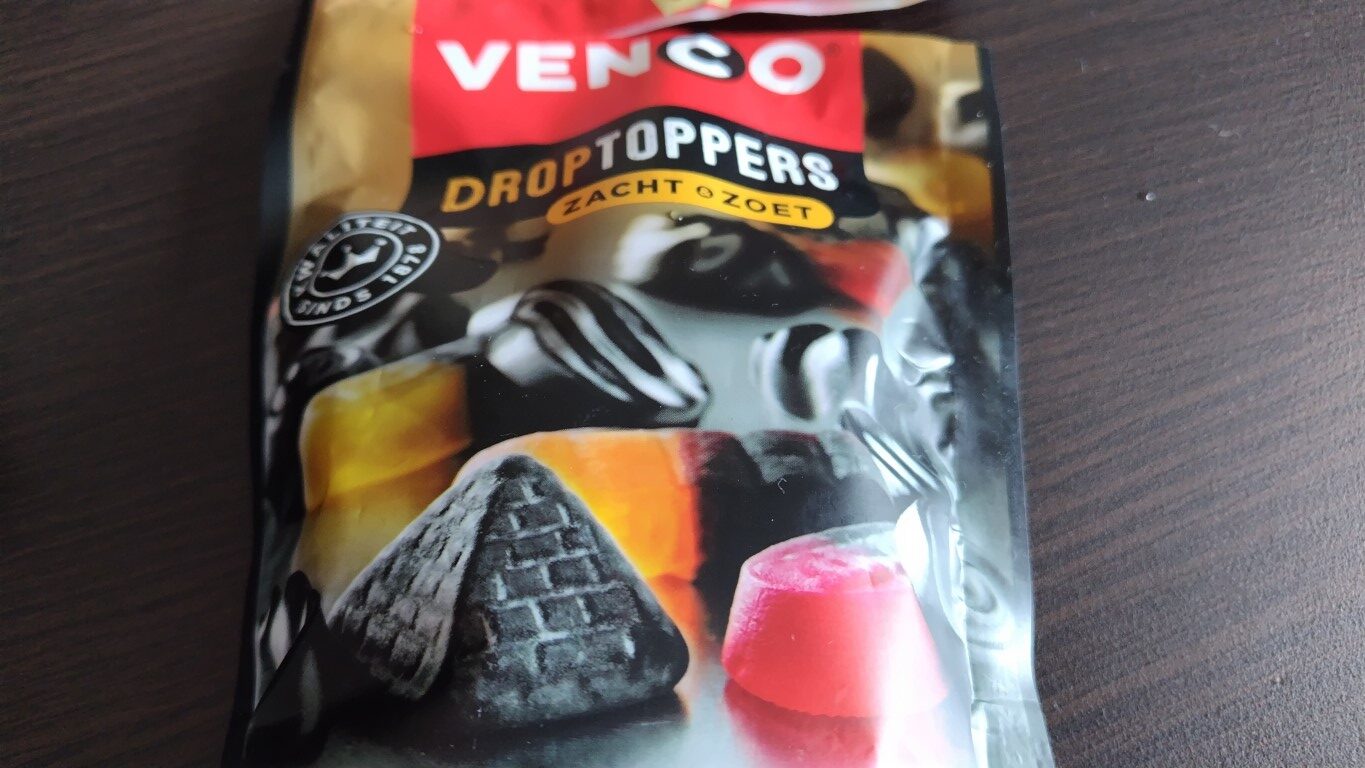 VENCO
DROPTOPPERS
ZACHT & ZOET
KWALITEIT
SINDS 1878